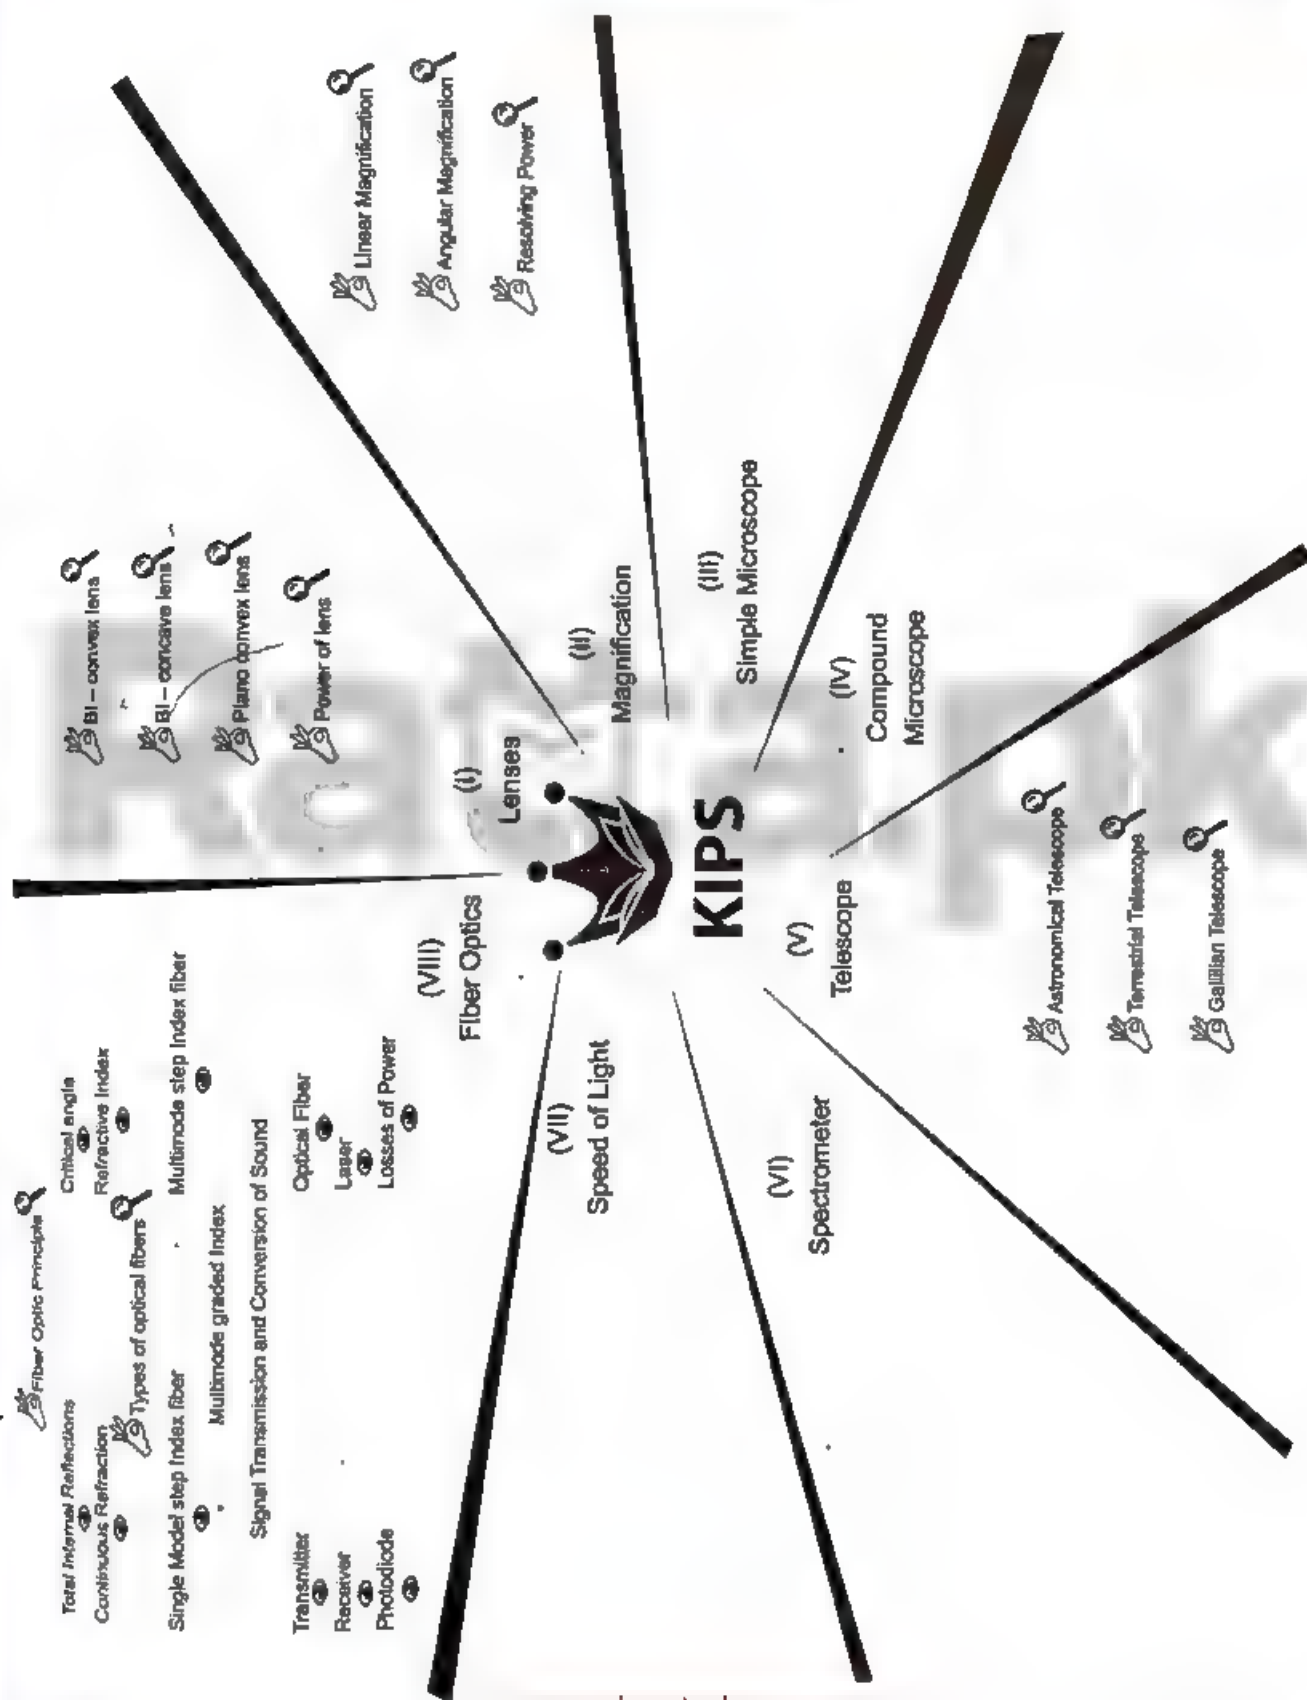 Fiber Optic Principle
Total Internal Reflections
Critical angle
Continuous Refraction
Refractive Index
Types of optical fibers
Single Model step Index fiber
Multimode step Index fiber
Multimode graded Index
Signal Transmission and Conversion of Sound
Transmitter
Optical Fiber
Receiver
Laser
Photodiode
Losses of Power
(VIII)
Fiber Optics
BI – convex lens
BI – concave lens
Plano convex lens
Power of lens
(I)
Lenses
Linear Magnification
Angular Magnification
Resolving Power
(II)
Magnification
(III)
Simple Microscope
(IV)
Compound
Microscope
(V)
Telescope
Astronomical Telescope
Terrestrial Telescope
Gallilian Telescope
(VI)
Spectrometer
(VII)
Speed of Light
KIPS